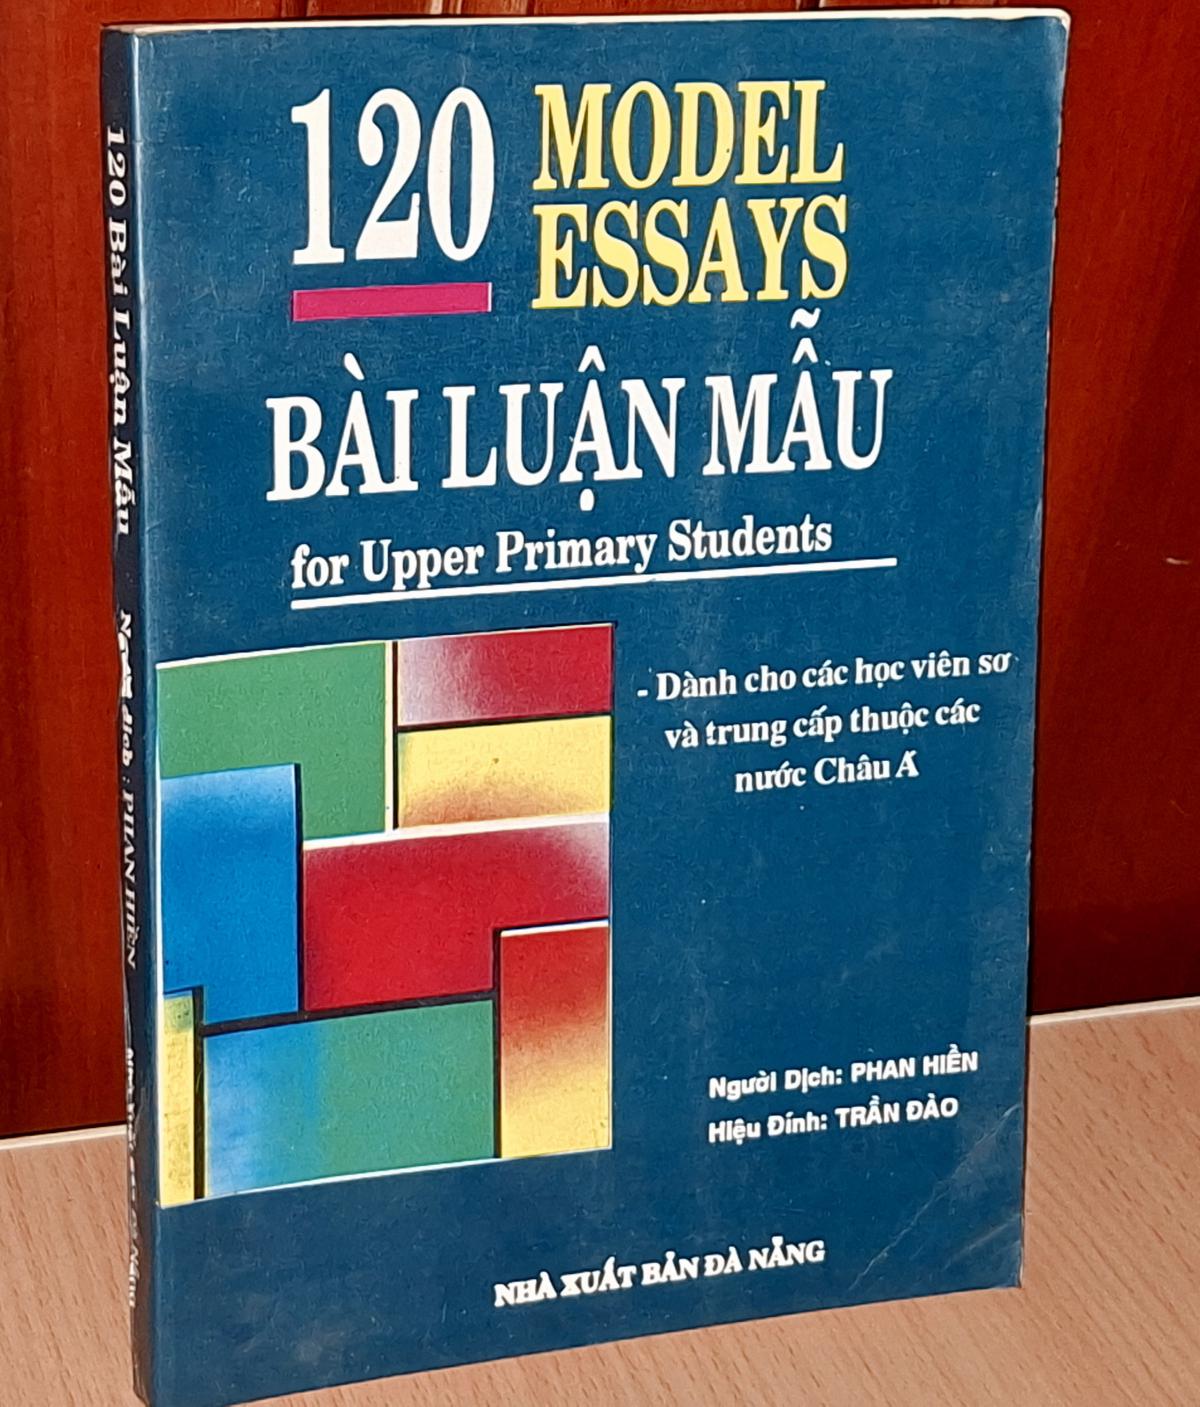 120 MODEL
ESSAYS
BÀI LUẬN MẪU
for Upper Primary Students
- Dành cho các học viên sơ
và trung cấp thuộc các
nước Châu Á
Người Dịch: PHAN HIỀN
Hiệu Đính: TRẦN ĐÀO
NHÀ XUẤT BẢN ĐÀ NẴNG
120 Bài Luận Mẫu Người dịch : PHAN HIỀN